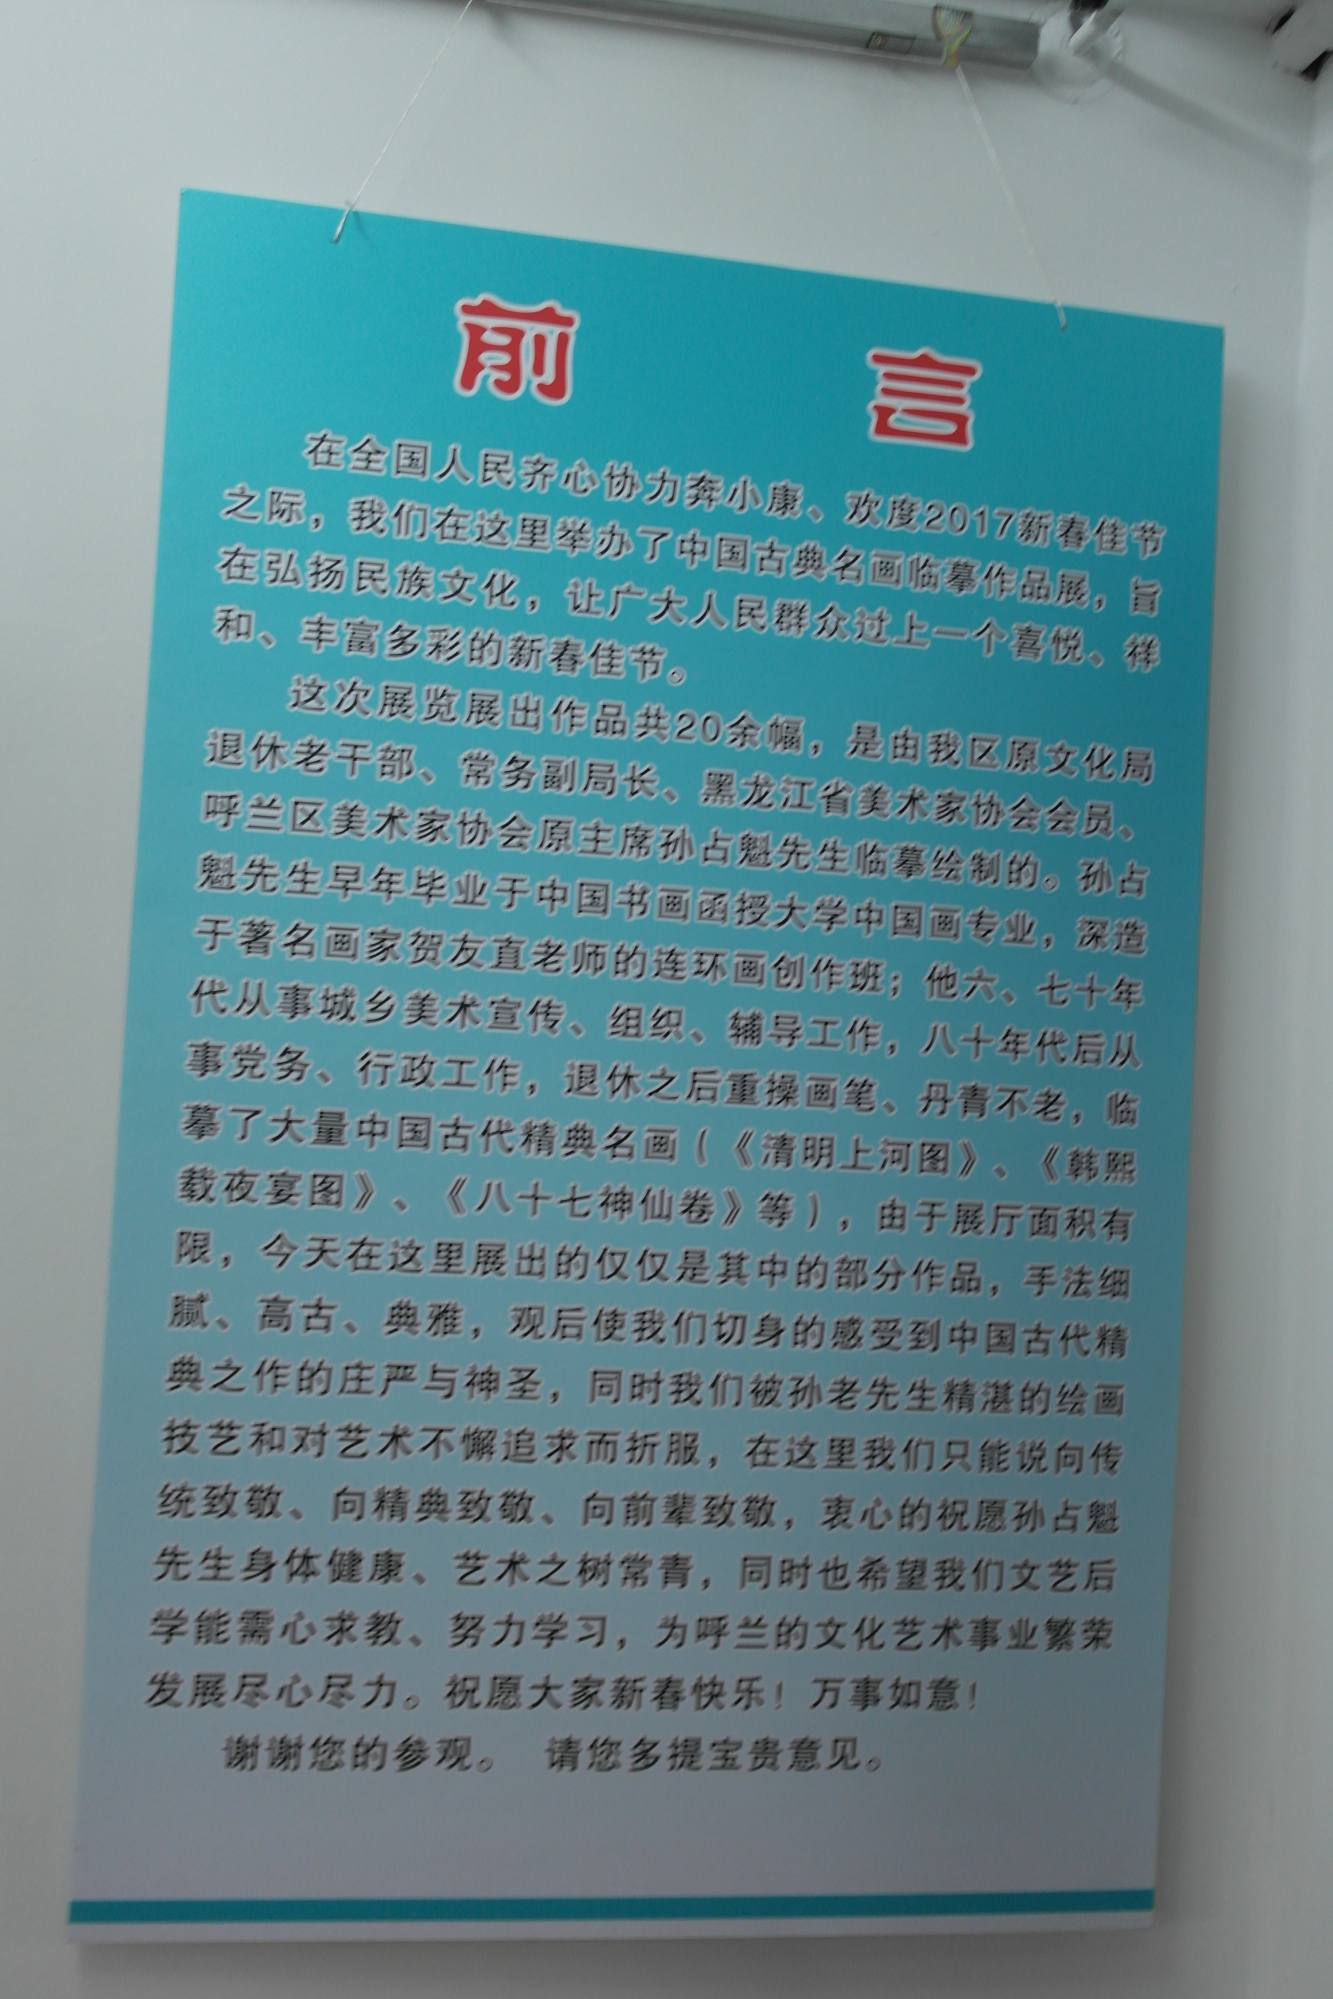 前言
在全国人民齐心协力奔小康、欢度2017新春佳节
之际，我们在这里举办了中国古典名画临摹作品展，旨
在弘扬民族文化，让广大人民群众过上一个喜悦、祥
和、丰富多彩的新春佳节。
这次展览展出作品共20余幅，是由我区原文化局
退休老干部、常务副局长、黑龙江省美术家协会会员、
呼兰区美术家协会原主席孙占魁先生临摹绘制的。孙占
魁先生早年毕业于中国书画函授大学中国画专业，深造
于著名画家贺友直老师的连环画创作班；他六、七十年
代从事城乡美术宣传、组织、辅导工作，八十年代后从
事党务、行政工作，退休之后重操画笔、丹青不老，临
摹了大量中国古代精典名画（《清明上河图》、《韩熙
载夜宴图》、《八十七神仙卷》等），由于展厅面积有
限，今天在这里展出的仅仅是其中的部分作品，手法细
腻、高古、典雅，观后使我们切身的感受到中国古代精
典之作的庄严与神圣，同时我们被孙老先生精湛的绘画
技艺和对艺术不懈追求而折服，在这里我们只能说向传
统致敬、向精典致敬、向前辈致敬，衷心的祝愿孙占魁
先生身体健康、艺术之树常青，同时也希望我们文艺后
学能需心求教、努力学习，为呼兰的文化艺术事业繁荣
发展尽心尽力。祝愿大家新春快乐！万事如意！
谢谢您的参观。 请您多提宝贵意见。